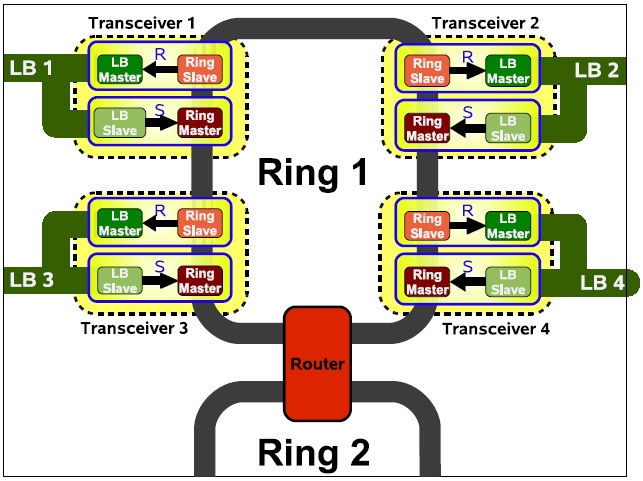 Transceiver 1
Transceiver 2
LB 1
LB
Master
R
Ring
Slave
LB
Slave
S
Ring
Master
Ring
Slave
R
LB
Master
LB 2
Ring
Master
S
LB
Slave
Ring 1
LB
Master
R
Ring
Slave
LB 3
LB
Slave
S
Ring
Master
Ring
Slave
R
LB
Master
Ring
Master
S
LB
Slave
LB 4
Transceiver 3
Transceiver 4
Router
Ring 2